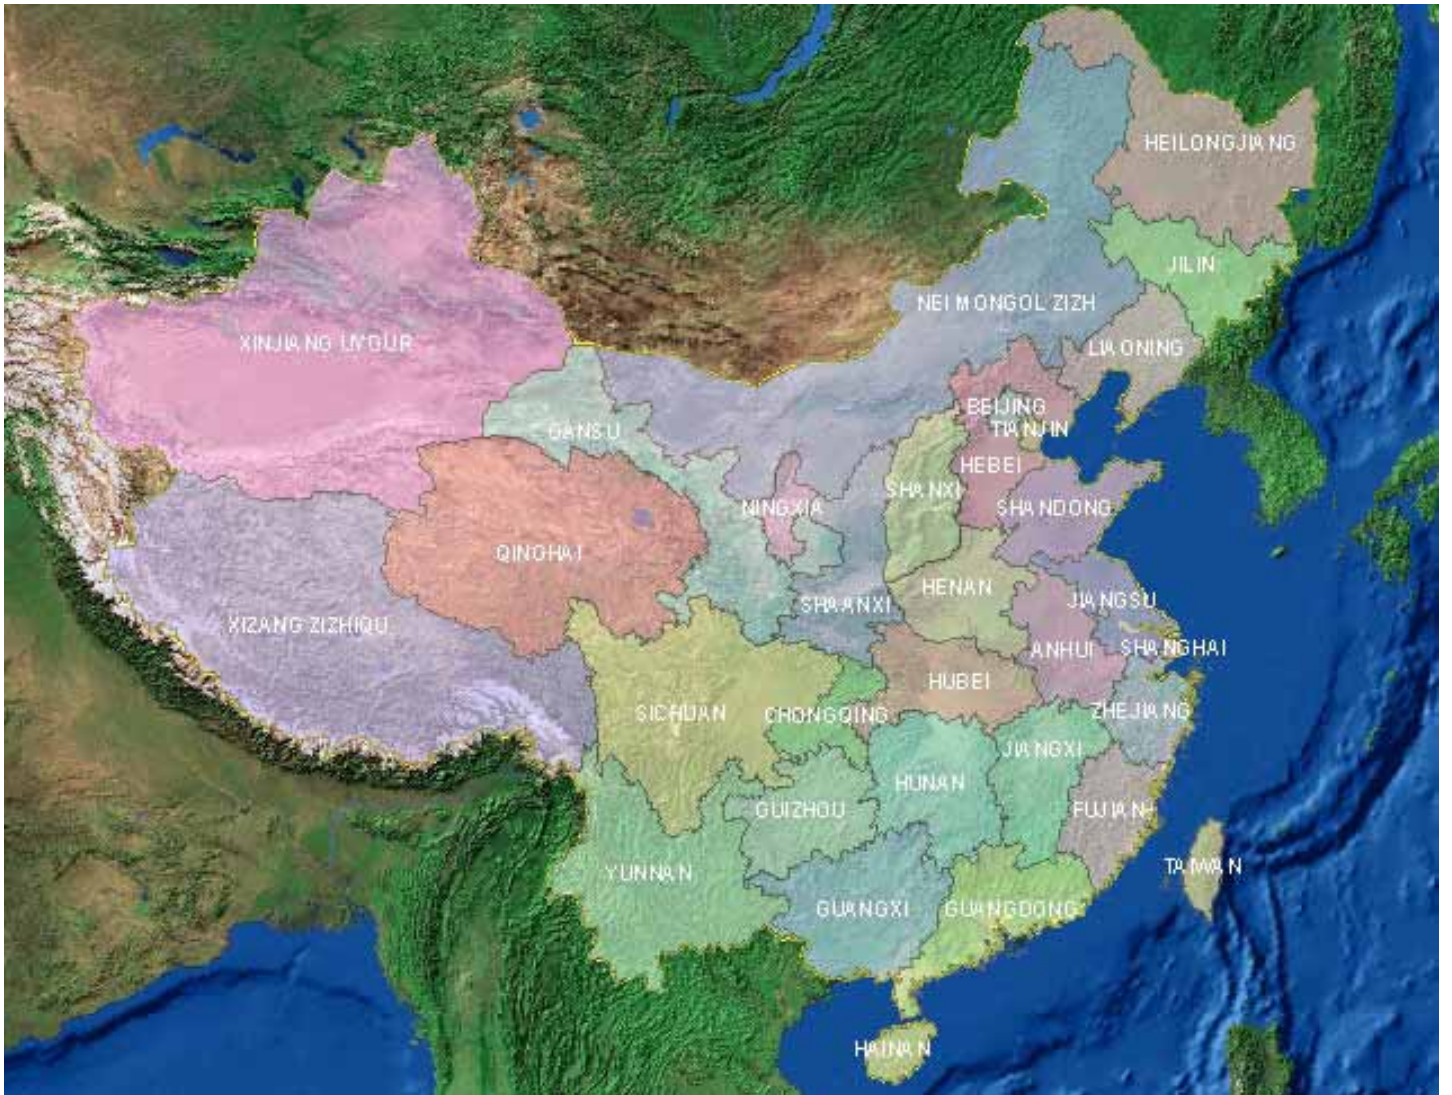 HEILONGJIANG
JILIN
NEI MONGOL ZIZH
XINJIANG UYGUR
LIAONING
BEIJING
GANSU
TIANJIN
HEBEI
SHANXI
NINGXIA
SHANDONG
QINGHAI
HENAN
JIANGSU
SHAANXI
XIZANG ZIZHIQU
ANHUI
SHANGHAI
HUBEI
SICHUAN
CHONGQING
ZHEJIANG
JIANGXI
HUNAN
GUIZHOU
FUJIAN
TAIWAN
YUNNAN
GUANGXI
GUANGDONG
HAINAN